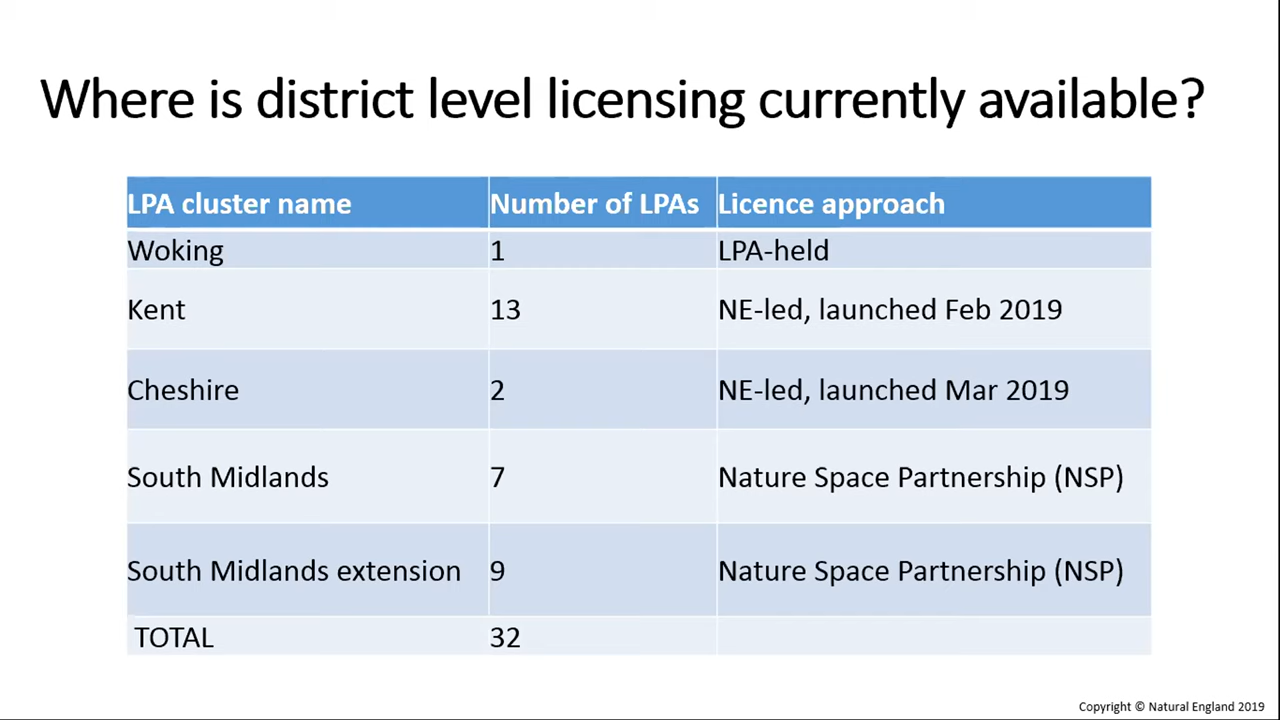 Where is district level licensing currently available?
LPA cluster name Number of LPAs Licence approach
Woking 1 LPA-held
Kent 13 NE-led, launched Feb 2019
Cheshire 2 NE-led, launched Mar 2019
South Midlands 7 Nature Space Partnership (NSP)
South Midlands extension 9 Nature Space Partnership (NSP)
TOTAL 32
Copyright © Natural England 2019